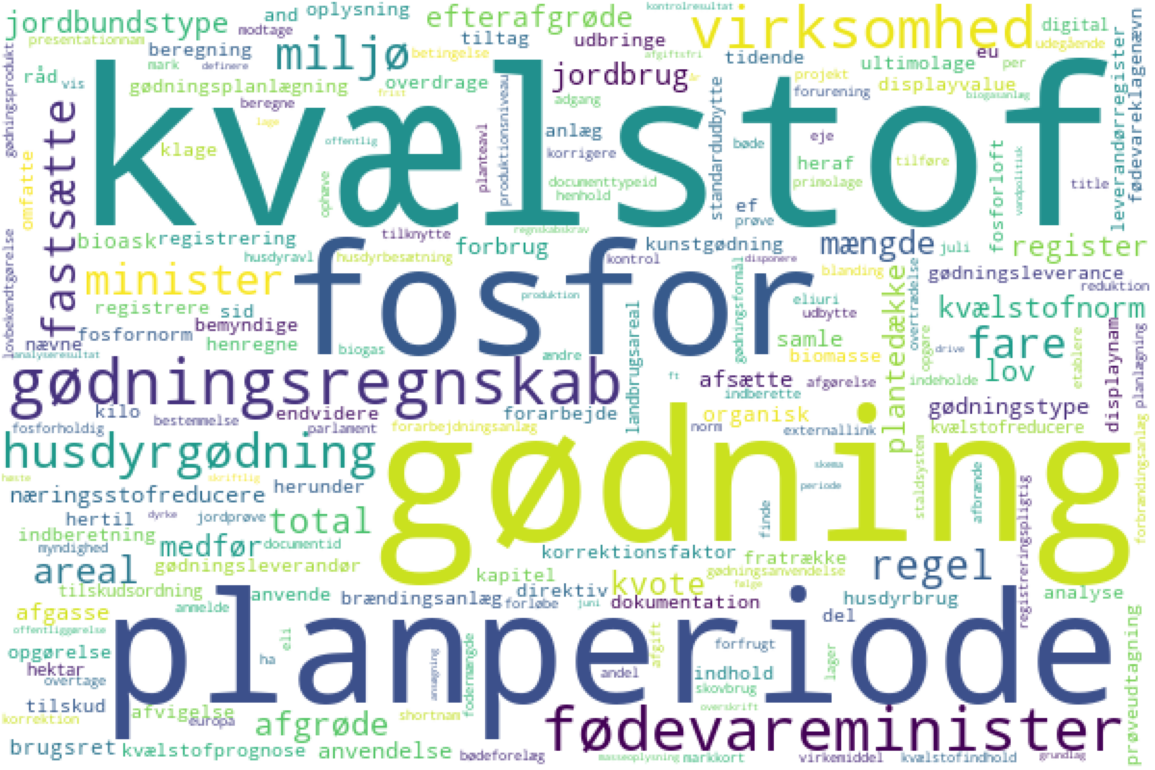 jordbundstype
and
oplysning
efterafgrøde
kontrolresultat
virksomhed
digital
presentationnam
modtage
miljø
betingelse
tiltag
udbringe
afgiftsfri
tidende
eu
udegående
beregning
definere
jordbrug
ultimolage
per
råd
vis
mark
gødningsplanlægning
overdrage
adgang
år
projekt
forurening
displayvalue
biogasanlæg
fødevareklagenævn
leverandørregister
gødningsprodukt
fastsætte
beregne
frist
lage
offentlig
kvælstof
klage
omfatte
ophøve
planteavl
produktionsniveau
anlæg
korrigere
documenttypeid
henhold
standardudbytte
bøde
eje
heraf
tilføre
primolage
ef
prøve
vandpolitisk
title
fosforloft
bioask
registrering
tilknytte
regnskabskrav
forbrug
kunstgødning
mængde
juli
register
husdyravl
husdyrbesætning
kontrol
disponere
blanding
lovbekendtgørelse
minister
fosfor
plantedække
gødningsleverance
overtrædelse
reduktion
registrere
sid
produktion
gødningsformål
eliuri
udbytte
kvælstofnorm
fosfornorm
bemyndige
nævne
henregne
biogas
ændre
landbrugsareal
samle
biomasse
opgøre
drive
fare
etablere
displaynam
planlægning
analyseresultat
gødningsregnskab
ft
afsætte
afgørelse
indeholde
lov
indberette
kilo
bestemmelse
endvidere
forarbejde
organisk
gødningstype
fosforholdig
parlament
forarbejdningsanlæg
norm
externallink
kvælstofreducere
husdyrgødning
gødning
høste
skriftlig
skema
periode
staldsystem
afbrænde
forbrændingsanlæg
næringsstofreducere
herunder
hertil
dyrke
jordprøve
total
finde
registreringspligtig
indberetning
myndighed
medfør
documentid
korrektionsfaktor
fratrække
regel
areal
gødningsleverandør
kapitel
direktiv
kvote
gødningsanvendelse
følge
tilskudsordning
anvende
brændingsanlæg
forløbe
juni
dokumentation
husdyrbrug
analyse
afgasse
anmelde
planperiode
del
offentliggørelse
eli
afgift
forfrugt
prøveudtagning
opgørelse
hektar
ha
ansøgning
fodermængde
andel
indhold
lager
overtage
skovbrug
tilskud
afvigelse
shortnam
overskrift
korrektion
europa
afgrøde
fødevareminister
brugsret
kvælstofprognose
anvendelse
bødeforelæg
masseoplysning
markkort
virkemiddel
kvælstofindhold
grundlag